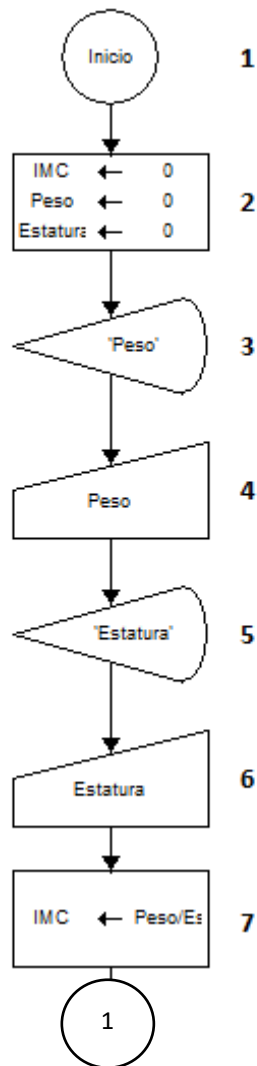 Inicio 1
IMC ← 0
Peso ← 0 2
Estatura ← 0
"Peso" 3
Peso 4
"Estatura" 5
Estatura 6
IMC ← Peso/Es 7
1